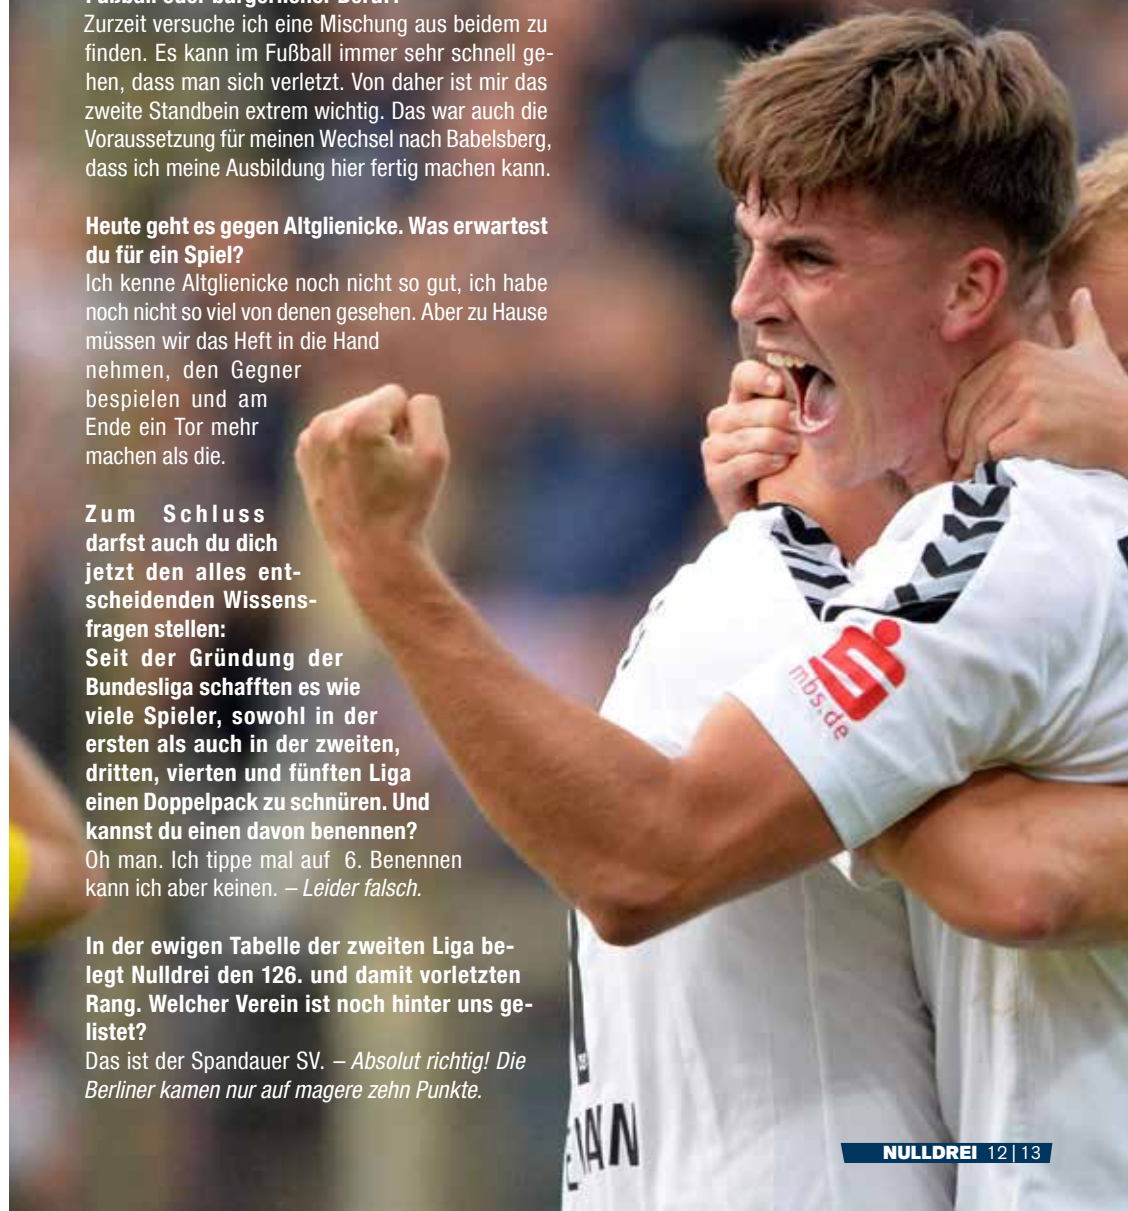 Fußball oder bürgerlicher Beruf?
Zurzeit versuche ich eine Mischung aus beidem zu
finden. Es kann im Fußball immer sehr schnell ge-
hen, dass man sich verletzt. Von daher ist mir das
zweite Standbein extrem wichtig. Das war auch die
Voraussetzung für meinen Wechsel nach Babelsberg,
dass ich meine Ausbildung hier fertig machen kann.
Heute geht es gegen Altglienicke. Was erwartest
du für ein Spiel?
Ich kenne Altglienicke noch nicht so gut, ich habe
noch nicht so viel von denen gesehen. Aber zu Hause
müssen wir das Heft in die Hand
nehmen, den Gegner
bespielen und am
Ende ein Tor mehr
machen als die.
Zum Schluss
darfst auch du dich
jetzt den alles ent-
scheidenden Wissens-
fragen stellen:
Seit der Gründung der
Bundesliga schafften es wie
viele Spieler, sowohl in der
ersten als auch in der zweiten,
dritten, vierten und fünften Liga
einen Doppelpack zu schnüren. Und
kannst du einen davon benennen?
Oh man. Ich tippe mal auf 6. Benennen
kann ich aber keinen. – Leider falsch.
In der ewigen Tabelle der zweiten Liga be-
legt Nulldrei den 126. und damit vorletzten
Rang. Welcher Verein ist noch hinter uns ge-
listet?
Das ist der Spandauer SV. – Absolut richtig! Die
Berliner kamen nur auf magere zehn Punkte.
mbs.de
NULLDREI 12|13